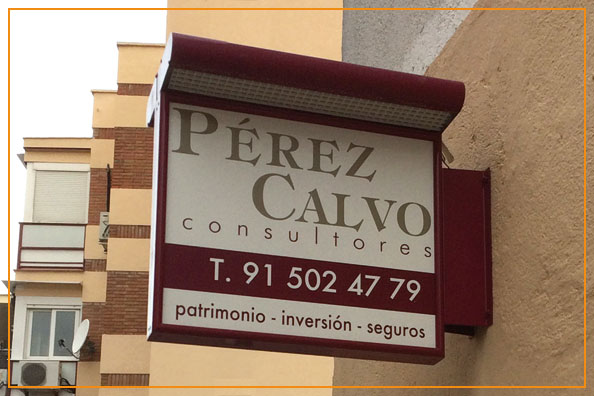 PÉREZ
CALVO
consultores
T. 91 502 47 79
patrimonio - inversión - seguros